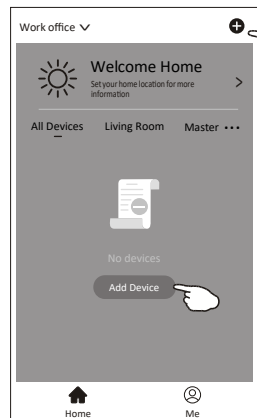 Work office
Welcome Home
Set your home location for more
information
All Devices Living Room Master
No devices
Add Device
Home Me